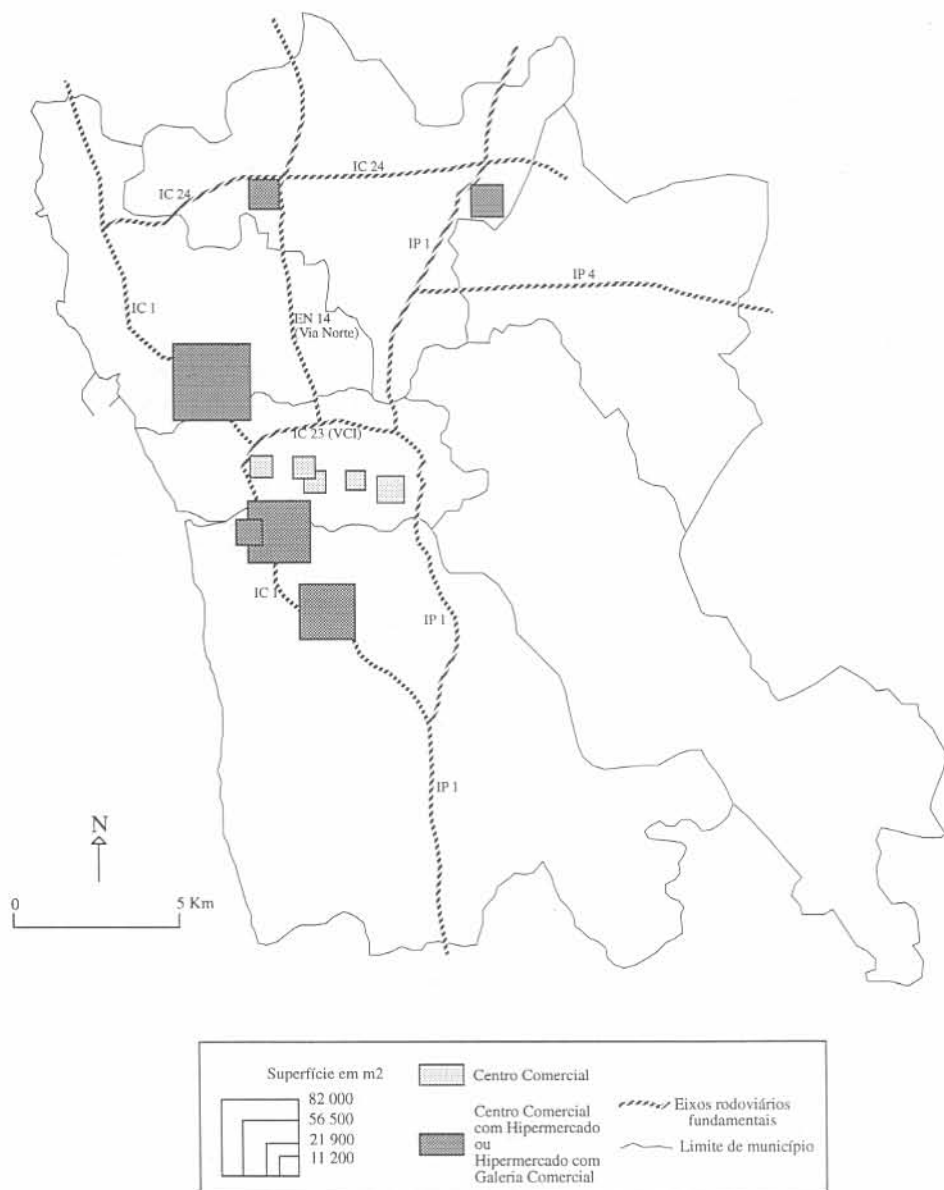 IC 24
IC 24
IP 1
IP 4
IC 1
EN 14
(Via Norte)
IC 23 (VCI)
IC 1
IP 1
IP 1
N
0
5 Km
Superfície em m2
82 000
56 500
21 900
11 200
Centro Comercial
Centro Comercial
com Hipermercado
ou
Hipermercado com
Galeria Comercial
Eixos rodoviários
fundamentais
Limite de município